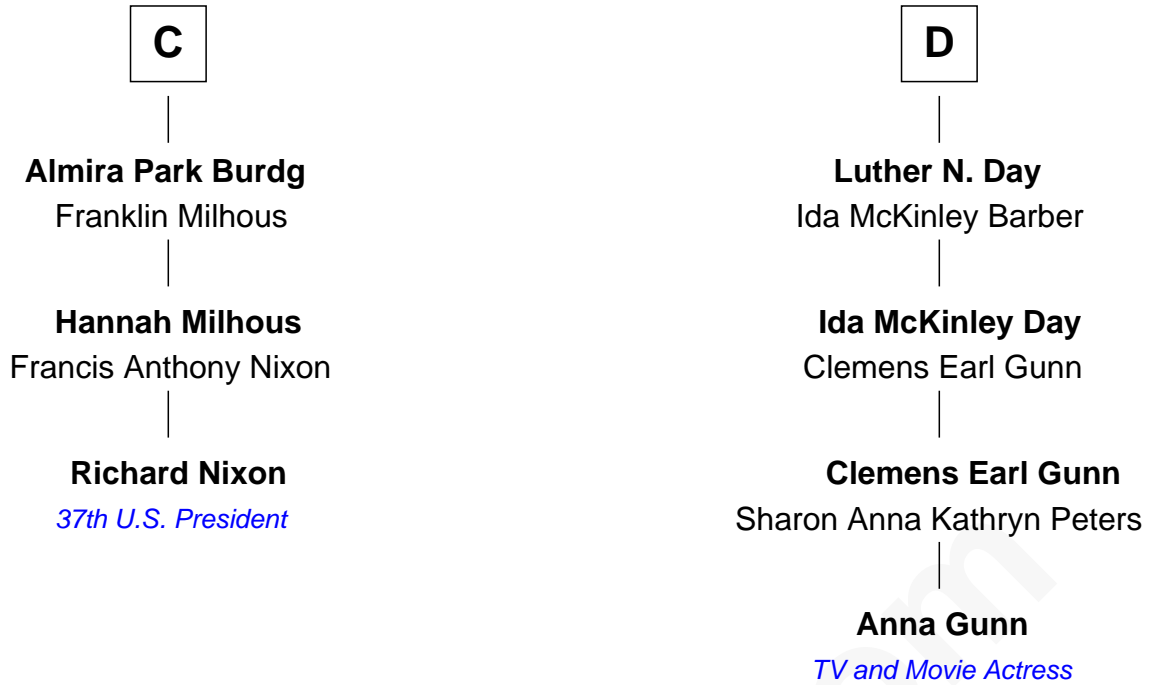 C
Almira Park Burdg
Franklin Milhous
Hannah Milhous
Francis Anthony Nixon
Richard Nixon
37th U.S. President
D
Luther N. Day
Ida McKinley Barber
Ida McKinley Day
Clemens Earl Gunn
Clemens Earl Gunn
Sharon Anna Kathryn Peters
Anna Gunn
TV and Movie Actress